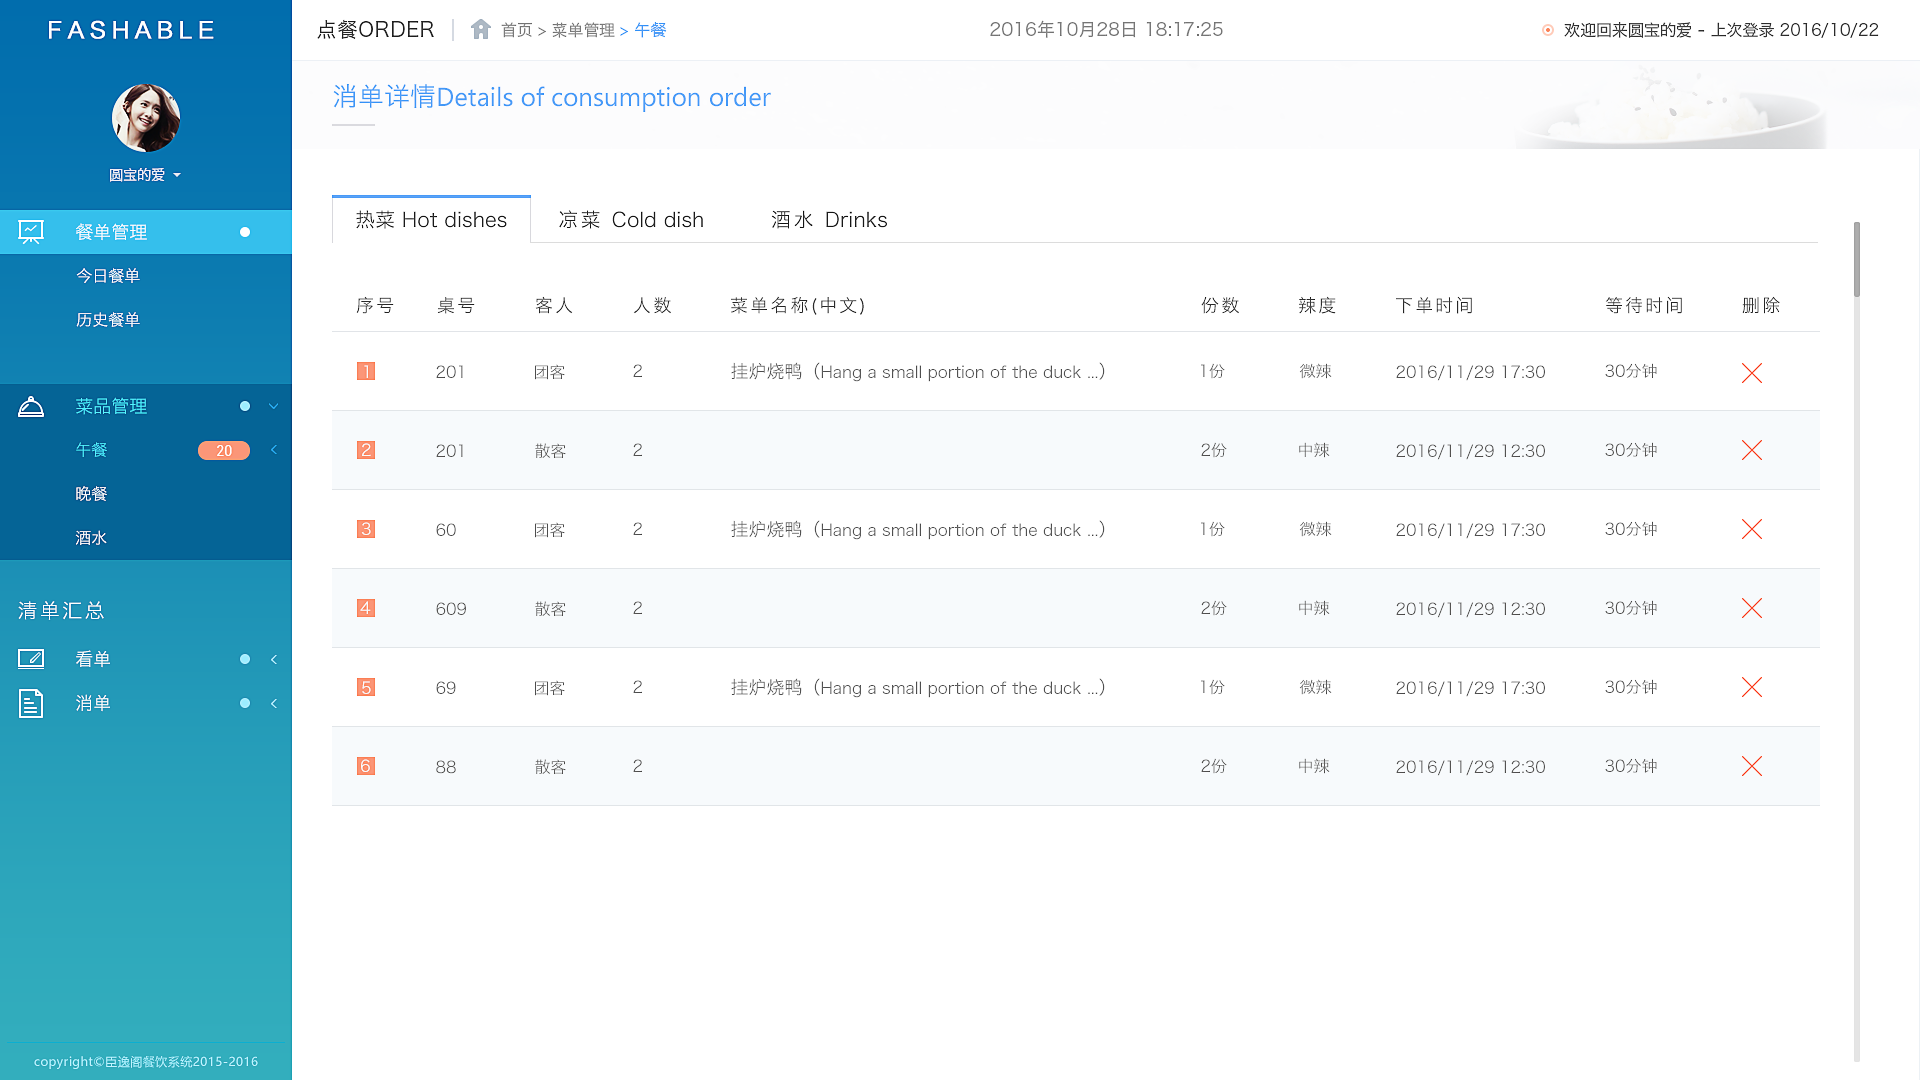 FASHABLE
点餐ORDER
首页 > 菜单管理 > 午餐
2016年10月28日 18:17:25
欢迎回来圆宝的爱 - 上次登录 2016/10/22
圆宝的爱
餐单管理
今日餐单
历史餐单
菜品管理
午餐 20
晚餐
酒水
清单汇总
看单
消单
copyright©臣逸阁餐饮系统2015-2016
消单详情Details of consumption order
热菜 Hot dishes 凉菜 Cold dish 酒水 Drinks
序号 桌号 客人 人数 菜单名称(中文) 份数 辣度 下单时间 等待时间 删除
1 201 团客 2 挂炉烧鸭（Hang a small portion of the duck ...） 1份 微辣 2016/11/29 17:30 30分钟
2 201 散客 2 2份 中辣 2016/11/29 12:30 30分钟
3 60 团客 2 挂炉烧鸭（Hang a small portion of the duck ...） 1份 微辣 2016/11/29 17:30 30分钟
4 609 散客 2 2份 中辣 2016/11/29 12:30 30分钟
5 69 团客 2 挂炉烧鸭（Hang a small portion of the duck ...） 1份 微辣 2016/11/29 17:30 30分钟
6 88 散客 2 2份 中辣 2016/11/29 12:30 30分钟